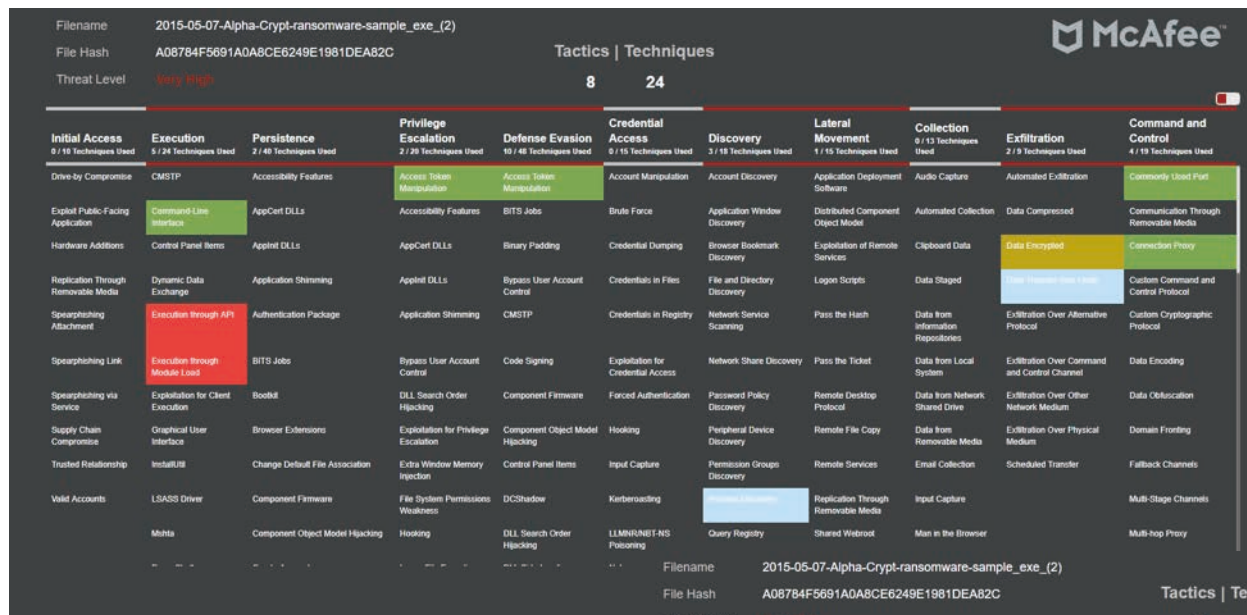 Filename 2015-05-07-Alpha-Crypt-ransomware-sample_exe_(2)
McAfee™
File Hash A08784F5691A0A8CE6249E1981DEA82C
Tactics | Techniques
Threat Level Very High
8 24
Initial Access
0 / 10 Techniques Used
Execution
5 / 24 Techniques Used
Persistence
2 / 40 Techniques Used
Privilege
Escalation
2 / 20 Techniques Used
Defense Evasion
10 / 46 Techniques Used
Credential
Access
0 / 15 Techniques Used
Discovery
3 / 18 Techniques Used
Lateral
Movement
1 / 15 Techniques Used
Collection
0 / 13 Techniques
Used
Exfiltration
2 / 9 Techniques Used
Command and
Control
4 / 19 Techniques Used
Drive-by Compromise
CMSTP
Accessibility Features
Access Token
Manipulation
Access Token
Manipulation
Account Manipulation
Account Discovery
Application Deployment
Software
Audio Capture
Automated Exfiltration
Commonly Used Port
Exploit Public-Facing
Application
Command-Line
Interface
AppCert DLLs
Accessibility Features
BITS Jobs
Brute Force
Application Window
Discovery
Distributed Component
Object Model
Automated Collection
Data Compressed
Communication Through
Removable Media
Hardware Additions
Control Panel Items
AppInit DLLs
AppCert DLLs
Binary Padding
Credential Dumping
Browser Bookmark
Discovery
Exploitation of Remote
Services
Clipboard Data
Data Encrypted
Connection Proxy
Replication Through
Removable Media
Dynamic Data
Exchange
Application Shimming
AppInit DLLs
Bypass User Account
Control
Credentials in Files
File and Directory
Discovery
Logon Scripts
Data Staged
Custom Command and
Control Protocol
Spearphishing
Attachment
Execution through API
Authentication Package
Application Shimming
CMSTP
Credentials in Registry
Network Service
Scanning
Pass the Hash
Data from
Information
Repositories
Exfiltration Over Alternative
Protocol
Custom Cryptographic
Protocol
Spearphishing Link
Execution through
Module Load
BITS Jobs
Bypass User Account
Control
Code Signing
Exploitation for
Credential Access
Network Share Discovery
Pass the Ticket
Data from Local
System
Exfiltration Over Command
and Control Channel
Data Encoding
Spearphishing via
Service
Exploitation for Client
Execution
Bootkit
DLL Search Order
Hijacking
Component Firmware
Forced Authentication
Password Policy
Discovery
Remote Desktop
Protocol
Data from Network
Shared Drive
Exfiltration Over Other
Network Medium
Data Obfuscation
Supply Chain
Compromise
Graphical User
Interface
Browser Extensions
Exploitation for Privilege
Escalation
Component Object Model
Hijacking
Hooking
Peripheral Device
Discovery
Remote File Copy
Data from
Removable Media
Exfiltration Over Physical
Medium
Domain Fronting
Trusted Relationship
InstallUtil
Change Default File Association
Extra Window Memory
Injection
Control Panel Items
Input Capture
Permission Groups
Discovery
Remote Services
Email Collection
Scheduled Transfer
Fallback Channels
Valid Accounts
LSASS Driver
Component Firmware
File System Permissions
Weakness
DCShadow
Kerberoasting
Replication Through
Removable Media
Input Capture
Multi-Stage Channels
Mshta
Component Object Model Hijacking
Hooking
DLL Search Order
Hijacking
LLMNR/NBT-NS
Poisoning
Query Registry
Shared Webroot
Man in the Browser
Multi-hop Proxy
Filename 2015-05-07-Alpha-Crypt-ransomware-sample_exe_(2)
File Hash A08784F5691A0A8CE6249E1981DEA82C
Tactics | Te